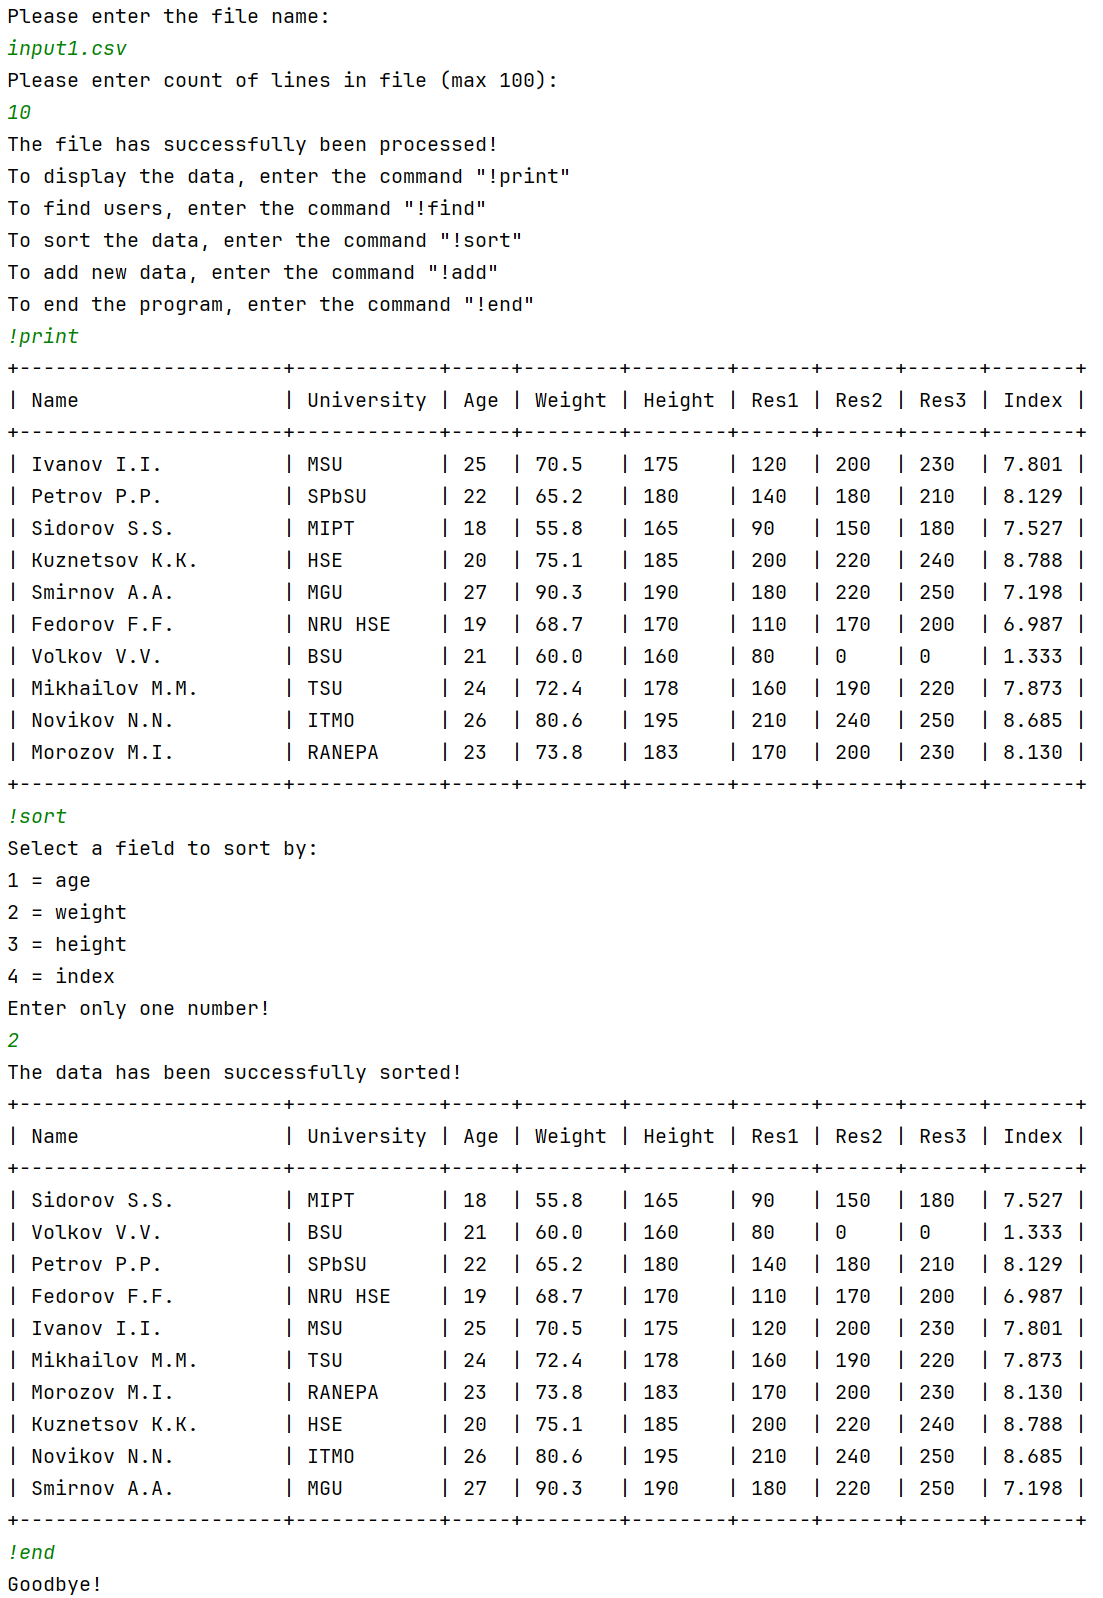 Please enter the file name:
input1.csv
Please enter count of lines in file (max 100):
10
The file has successfully been processed!
To display the data, enter the command "!print"
To find users, enter the command "!find"
To sort the data, enter the command "!sort"
To add new data, enter the command "!add"
To end the program, enter the command "!end"
!print
+----------------------+------------+-----+--------+--------+------+------+------+-------+
| Name                 | University | Age | Weight | Height | Res1 | Res2 | Res3 | Index |
+----------------------+------------+-----+--------+--------+------+------+------+-------+
| Ivanov I.I.          | MSU        | 25  | 70.5   | 175    | 120  | 200  | 230  | 7.801 |
| Petrov P.P.          | SPbSU      | 22  | 65.2   | 180    | 140  | 180  | 210  | 8.129 |
| Sidorov S.S.         | MIPT       | 18  | 55.8   | 165    | 90   | 150  | 180  | 7.527 |
| Kuznetsov K.K.       | HSE        | 20  | 75.1   | 185    | 200  | 220  | 240  | 8.788 |
| Smirnov A.A.         | MGU        | 27  | 90.3   | 190    | 180  | 220  | 250  | 7.198 |
| Fedorov F.F.         | NRU HSE    | 19  | 68.7   | 170    | 110  | 170  | 200  | 6.987 |
| Volkov V.V.          | BSU        | 21  | 60.0   | 160    | 80   | 0    | 0    | 1.333 |
| Mikhailov M.M.       | TSU        | 24  | 72.4   | 178    | 160  | 190  | 220  | 7.873 |
| Novikov N.N.         | ITMO       | 26  | 80.6   | 195    | 210  | 240  | 250  | 8.685 |
| Morozov M.I.         | RANEPA     | 23  | 73.8   | 183    | 170  | 200  | 230  | 8.130 |
+----------------------+------------+-----+--------+--------+------+------+------+-------+
!sort
Select a field to sort by:
1 = age
2 = weight
3 = height
4 = index
Enter only one number!
2
The data has been successfully sorted!
+----------------------+------------+-----+--------+--------+------+------+------+-------+
| Name                 | University | Age | Weight | Height | Res1 | Res2 | Res3 | Index |
+----------------------+------------+-----+--------+--------+------+------+------+-------+
| Sidorov S.S.         | MIPT       | 18  | 55.8   | 165    | 90   | 150  | 180  | 7.527 |
| Volkov V.V.          | BSU        | 21  | 60.0   | 160    | 80   | 0    | 0    | 1.333 |
| Petrov P.P.          | SPbSU      | 22  | 65.2   | 180    | 140  | 180  | 210  | 8.129 |
| Fedorov F.F.         | NRU HSE    | 19  | 68.7   | 170    | 110  | 170  | 200  | 6.987 |
| Ivanov I.I.          | MSU        | 25  | 70.5   | 175    | 120  | 200  | 230  | 7.801 |
| Mikhailov M.M.       | TSU        | 24  | 72.4   | 178    | 160  | 190  | 220  | 7.873 |
| Morozov M.I.         | RANEPA     | 23  | 73.8   | 183    | 170  | 200  | 230  | 8.130 |
| Kuznetsov K.K.       | HSE        | 20  | 75.1   | 185    | 200  | 220  | 240  | 8.788 |
| Novikov N.N.         | ITMO       | 26  | 80.6   | 195    | 210  | 240  | 250  | 8.685 |
| Smirnov A.A.         | MGU        | 27  | 90.3   | 190    | 180  | 220  | 250  | 7.198 |
+----------------------+------------+-----+--------+--------+------+------+------+-------+
!end
Goodbye!